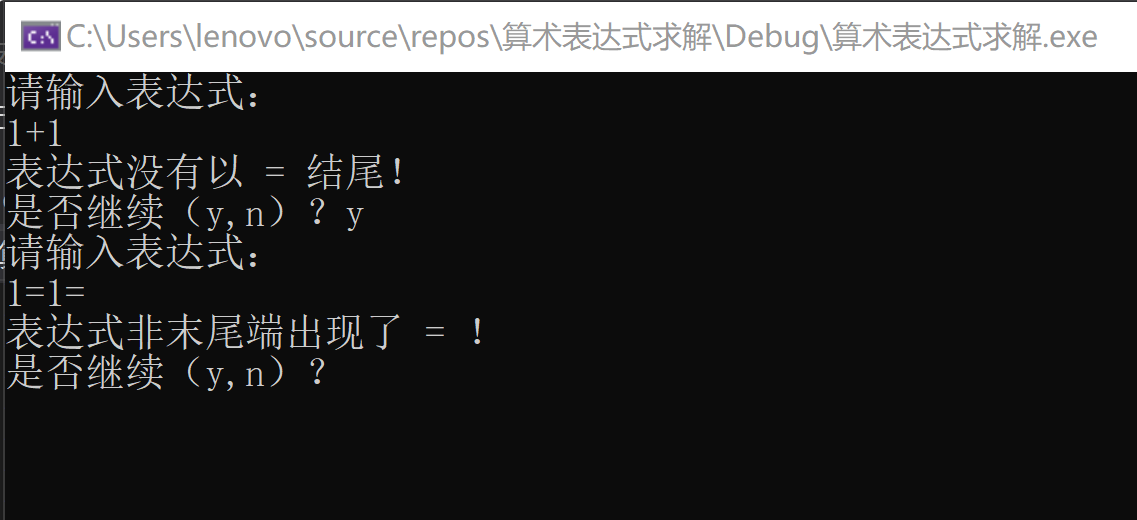 C:\Users\lenovo\source\repos\算术表达式求解\Debug\算术表达式求解.exe
请输入表达式:
1+1
表达式没有以 = 结尾!
是否继续（y,n）？y
请输入表达式:
1=1=
表达式非末尾端出现了 = !
是否继续（y,n）？